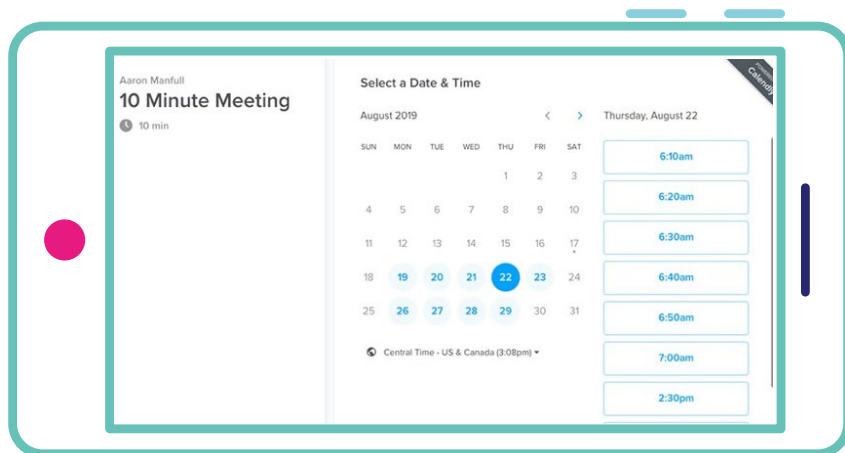 Aaron Manfull
10 Minute Meeting
10 min
Select a Date & Time
August 2019
SUN MON TUE WED THU FRI SAT
1 2 3
4 5 6 7 8 9 10
11 12 13 14 15 16 17
18 19 20 21 22 23 24
25 26 27 28 29 30 31
Central Time - US & Canada (3:08pm)
Thursday, August 22
6:10am
6:20am
6:30am
6:40am
6:50am
7:00am
2:30pm
POWERED BY
Calendly